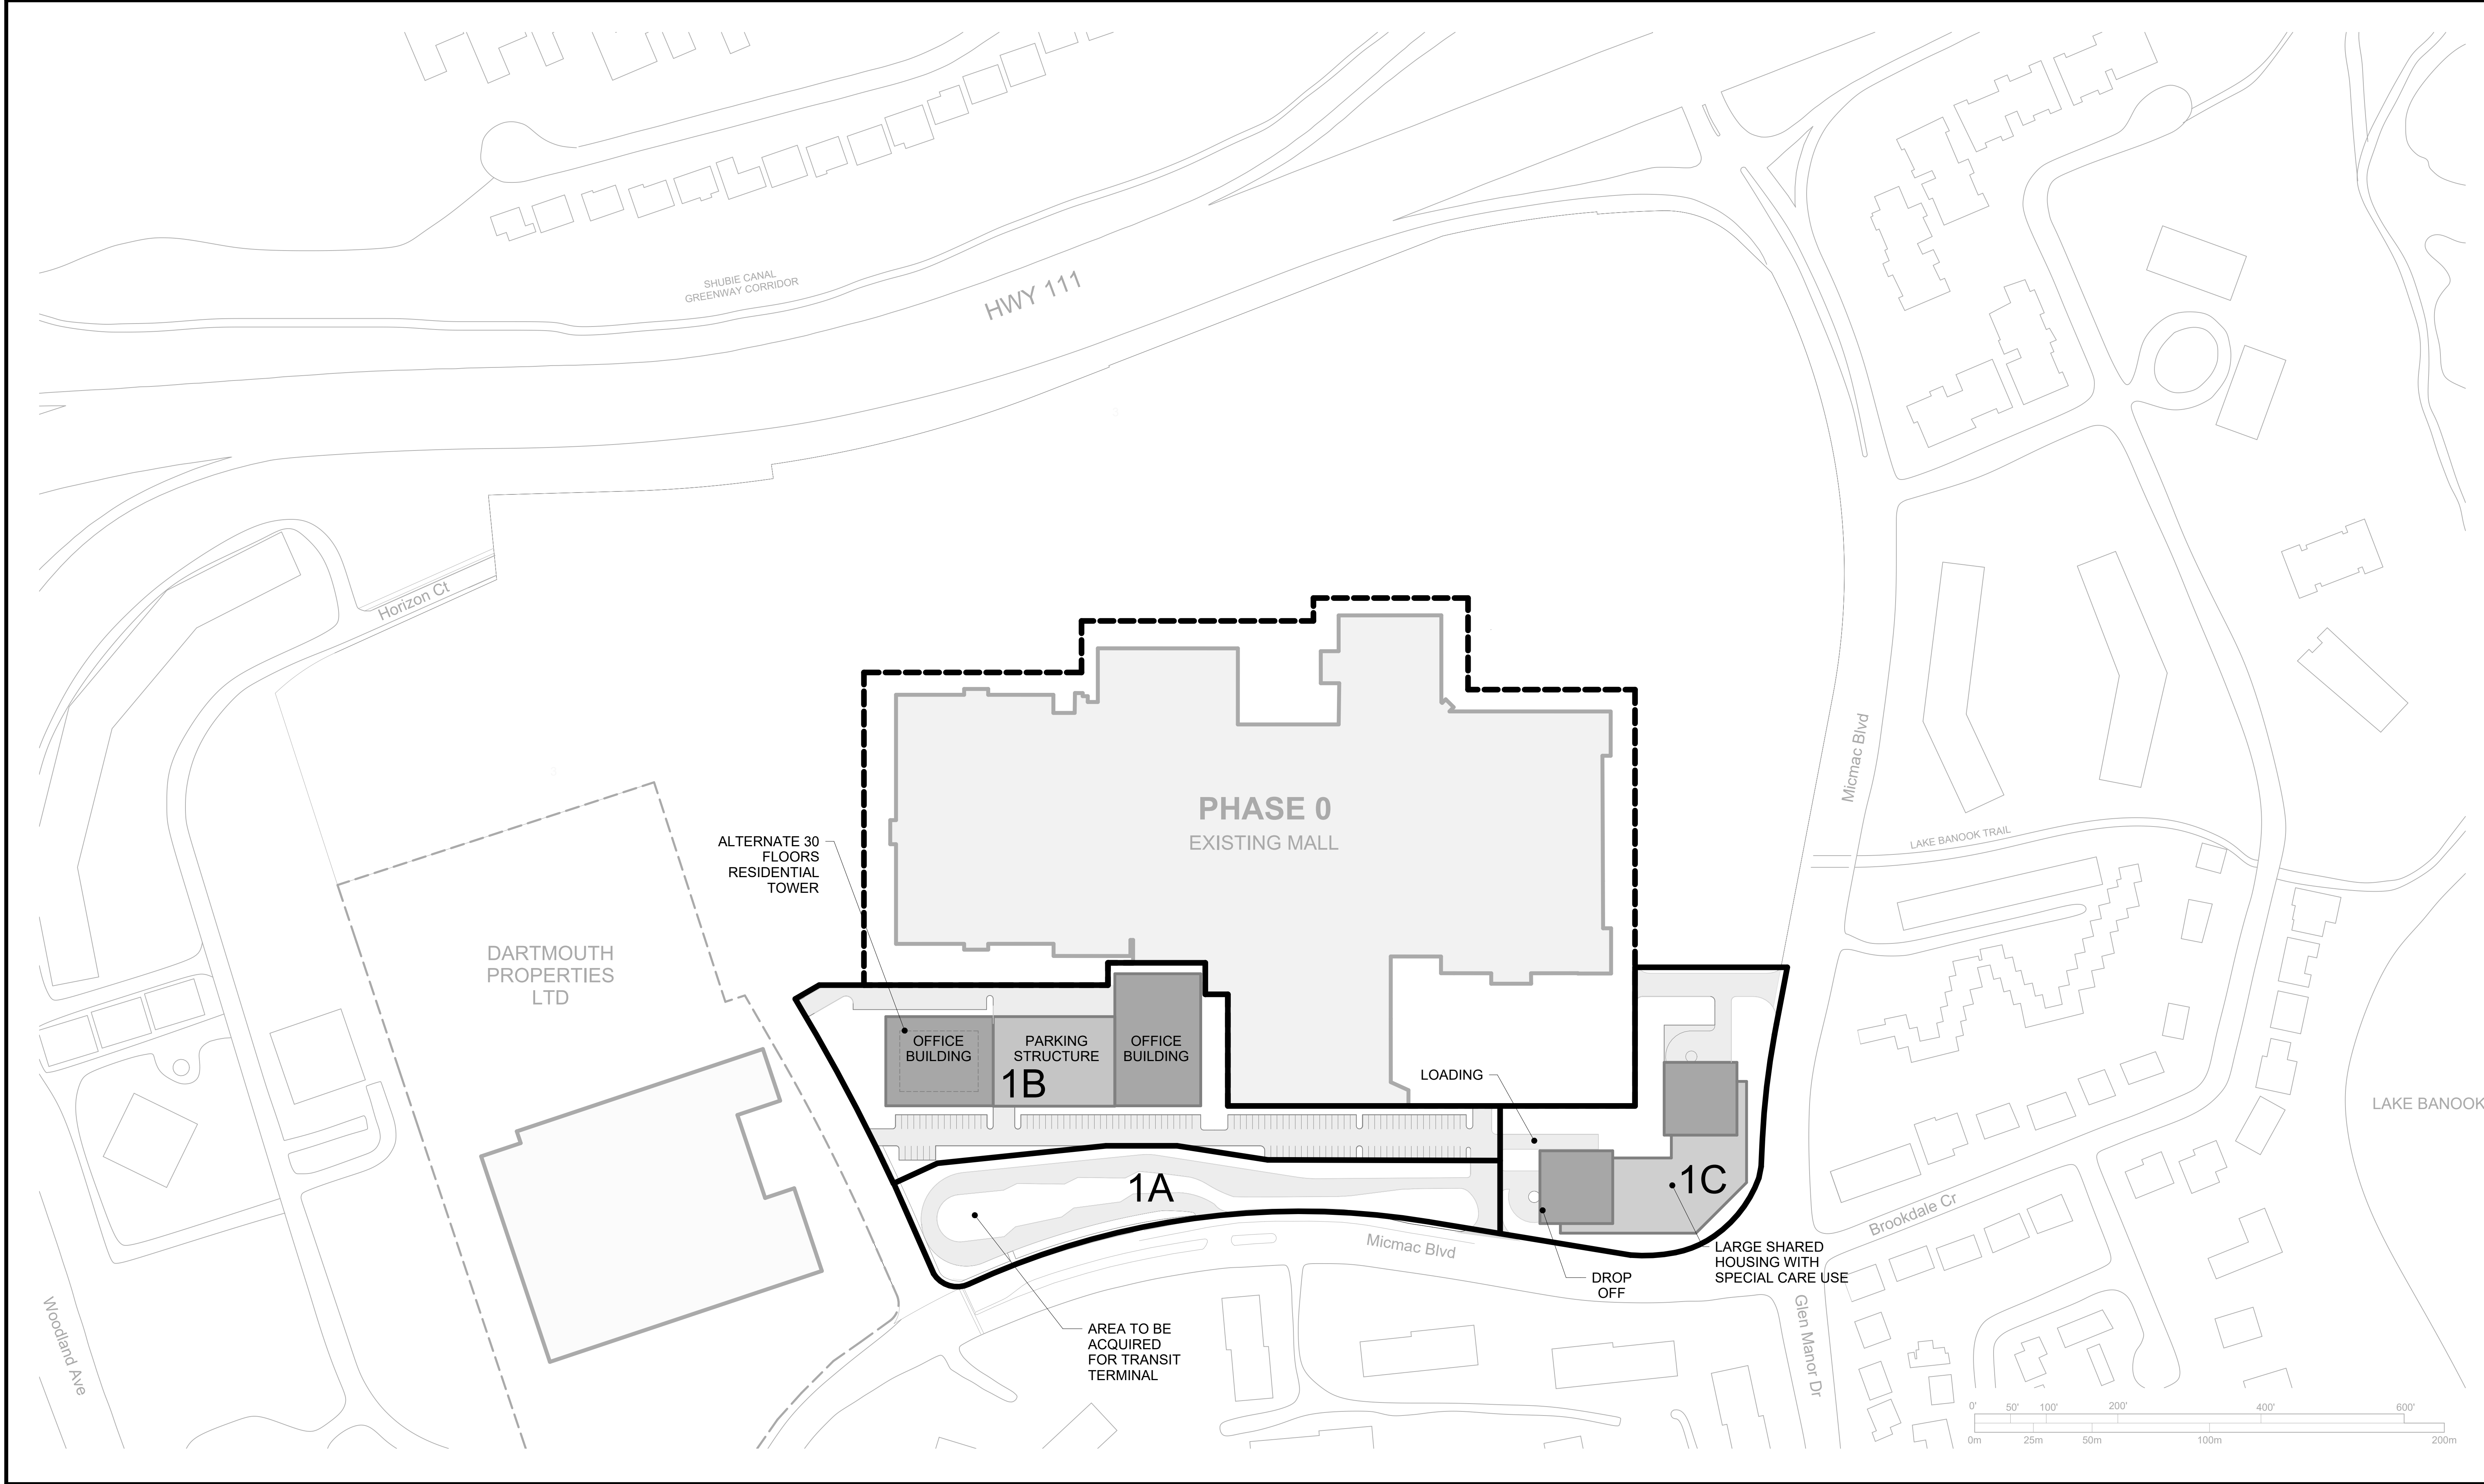 SHUBIE CANAL
GREENWAY CORRIDOR
HWY 111
Horizon Ct
PHASE 0
EXISTING MALL
Micmac Blvd
LAKE BANOOK TRAIL
ALTERNATE 30
FLOORS
RESIDENTIAL
TOWER
DARTMOUTH
PROPERTIES
LTD
OFFICE
BUILDING
PARKING
STRUCTURE
OFFICE
BUILDING
1B
LOADING
LAKE BANOOK
1A
1C
Brookdale Cr
Micmac Blvd
LARGE SHARED
HOUSING WITH
SPECIAL CARE USE
DROP
OFF
AREA TO BE
ACQUIRED
FOR TRANSIT
TERMINAL
Woodland Ave
Glen Manor Dr
0' 50' 100' 200' 400' 600'
0m 25m 50m 100m 200m